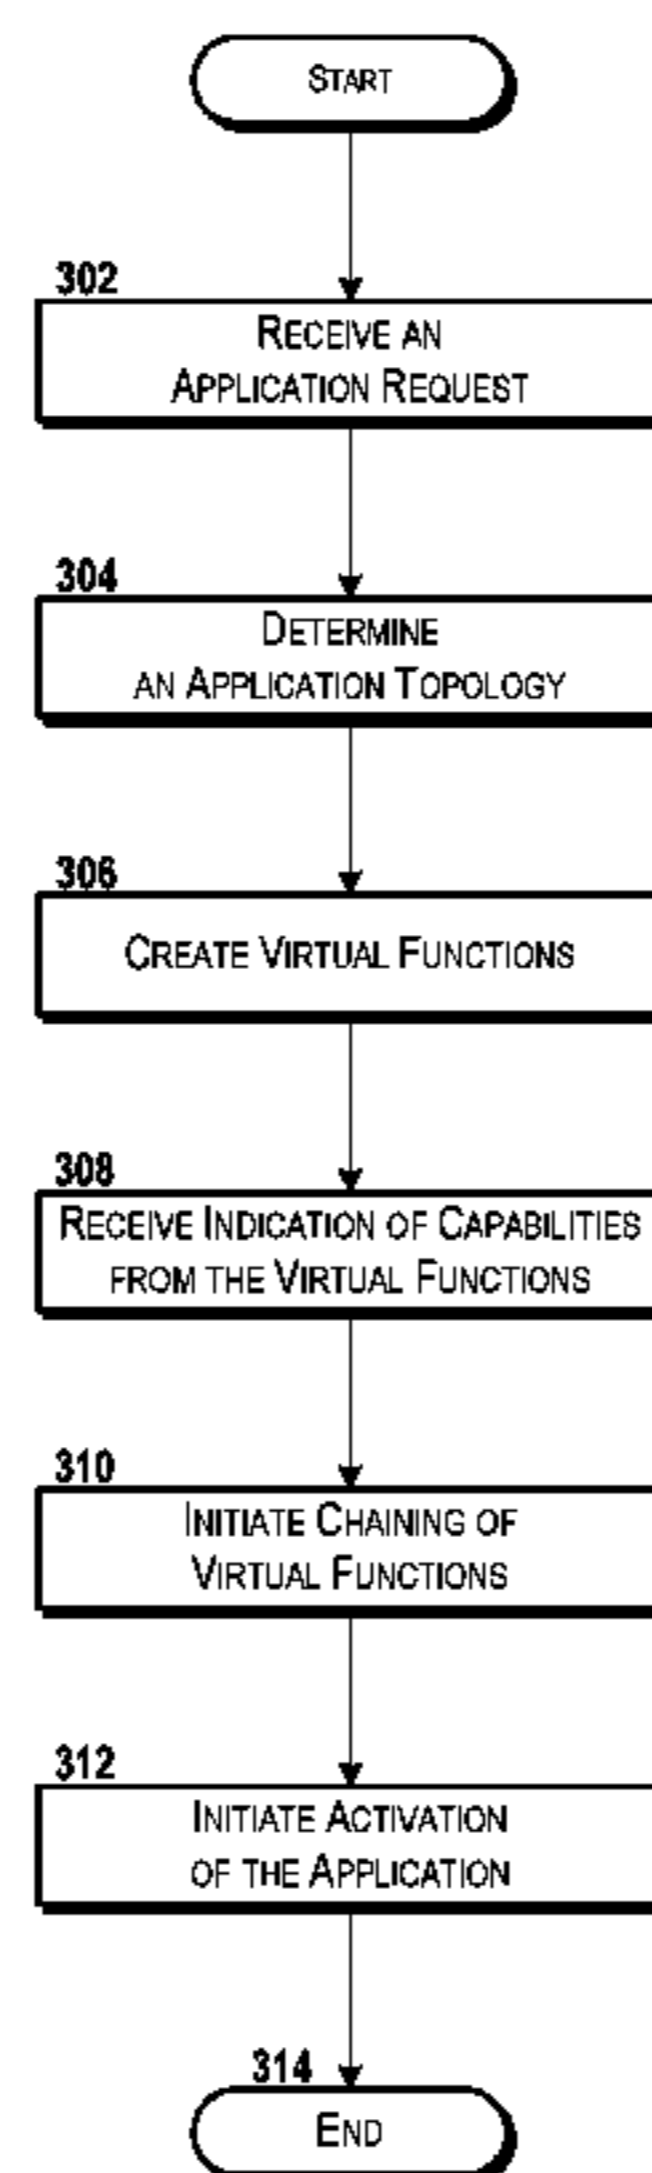 START
302
RECEIVE AN
APPLICATION REQUEST
304
DETERMINE
AN APPLICATION TOPOLOGY
306
CREATE VIRTUAL FUNCTIONS
308
RECEIVE INDICATION OF CAPABILITIES
FROM THE VIRTUAL FUNCTIONS
310
INITIATE CHAINING OF
VIRTUAL FUNCTIONS
312
INITIATE ACTIVATION
OF THE APPLICATION
314
END